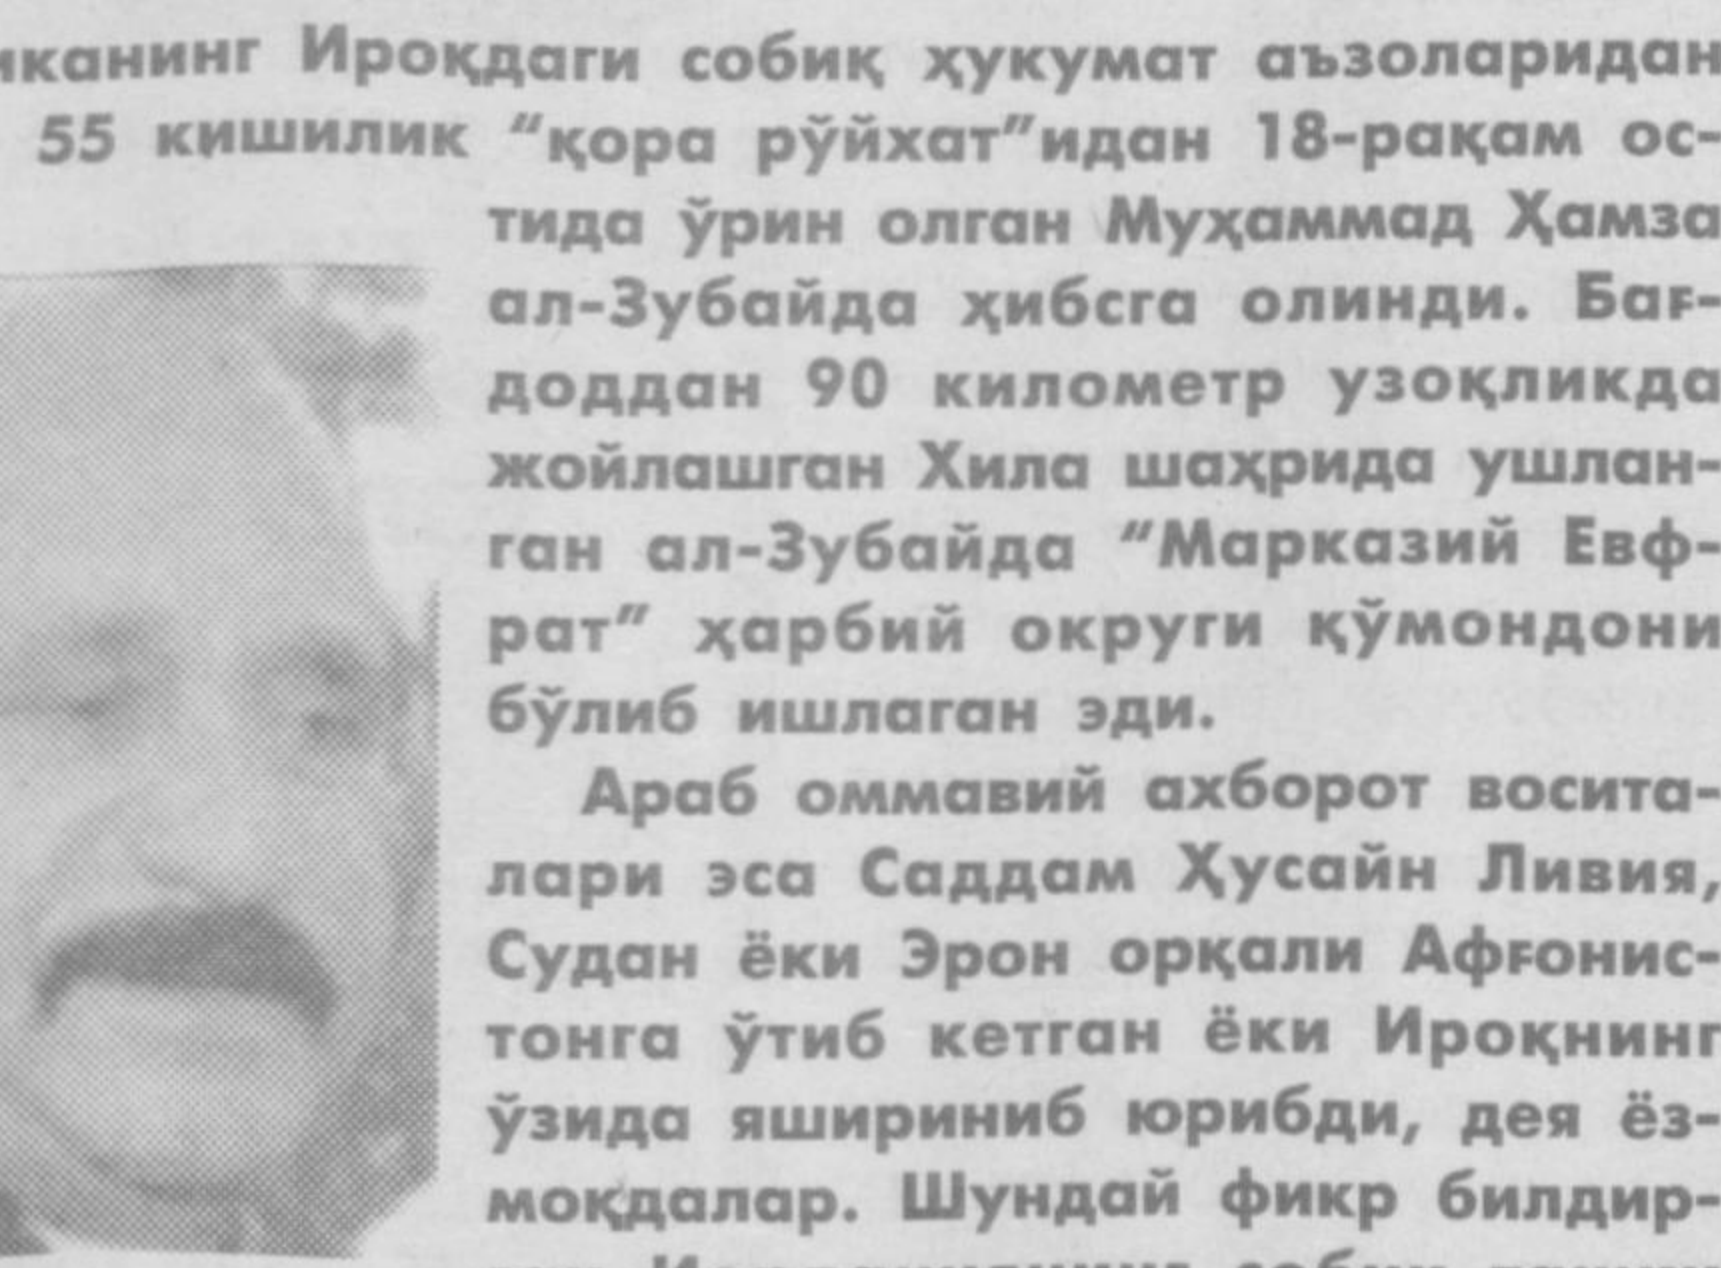 иканинг Ироқдаги собиқ ҳукумат аъзоларидан
55 кишилик “қора рўйхат”идан 18-рақам ос-
тида ўрин олган Муҳаммад Ҳамза
ал-Зубайда ҳибсга олинди. Бағ-
доддан 90 километр узоқликда
жойлашган Хила шаҳрида ушлан-
ган ал-Зубайда “Марказий Евф-
рат” ҳарбий округи қўмондони
бўлиб ишлаган эди.
Араб оммавий ахборот восита-
лари эса Саддам Ҳусайн Ливия,
Судан ёки Эрон орқали Афғонис-
тонга ўтиб кетган ёки Ироқнинг
ўзида яшириниб юрибди, дея ёз-
моқдалар. Шундай фикр билдир-